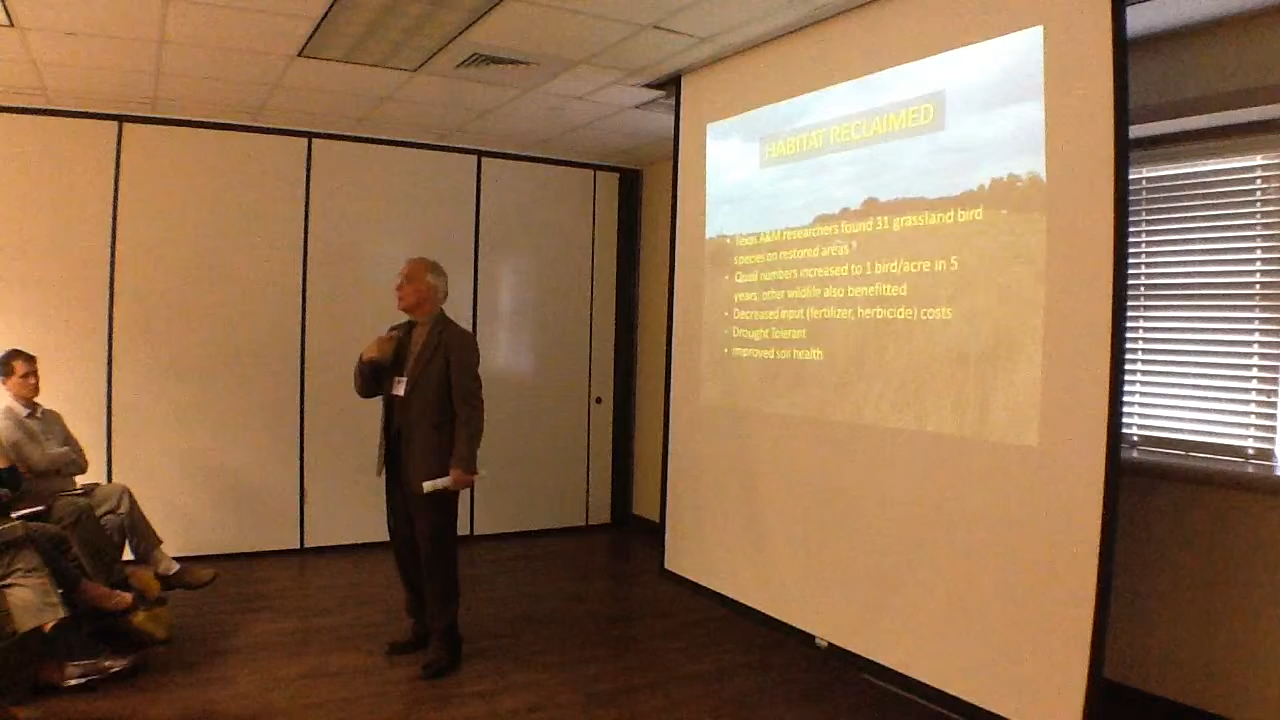 HABITAT RECLAIMED
• Texas A&M researchers found 31 grassland bird
species on restored areas
• Quail numbers increased to 1 bird/acre in 5
years, other wildlife also benefitted
• Decreased input (fertilizer, herbicide) costs
• Drought Tolerant
• Improved soil health